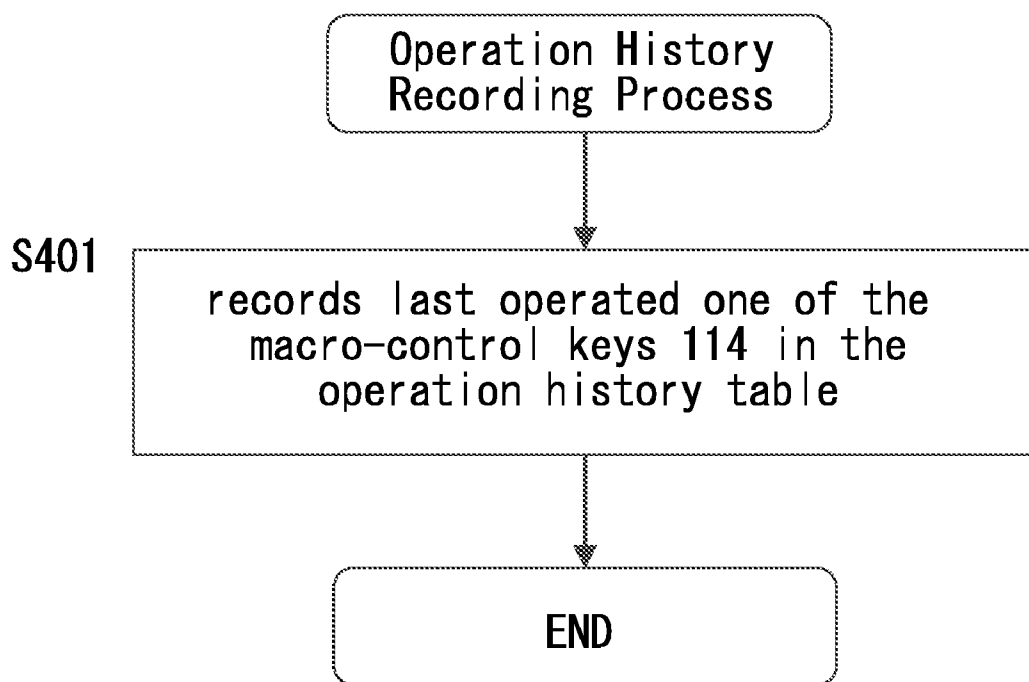 Operation History
Recording Process
S401
records last operated one of the
macro-control keys 114 in the
operation history table
END